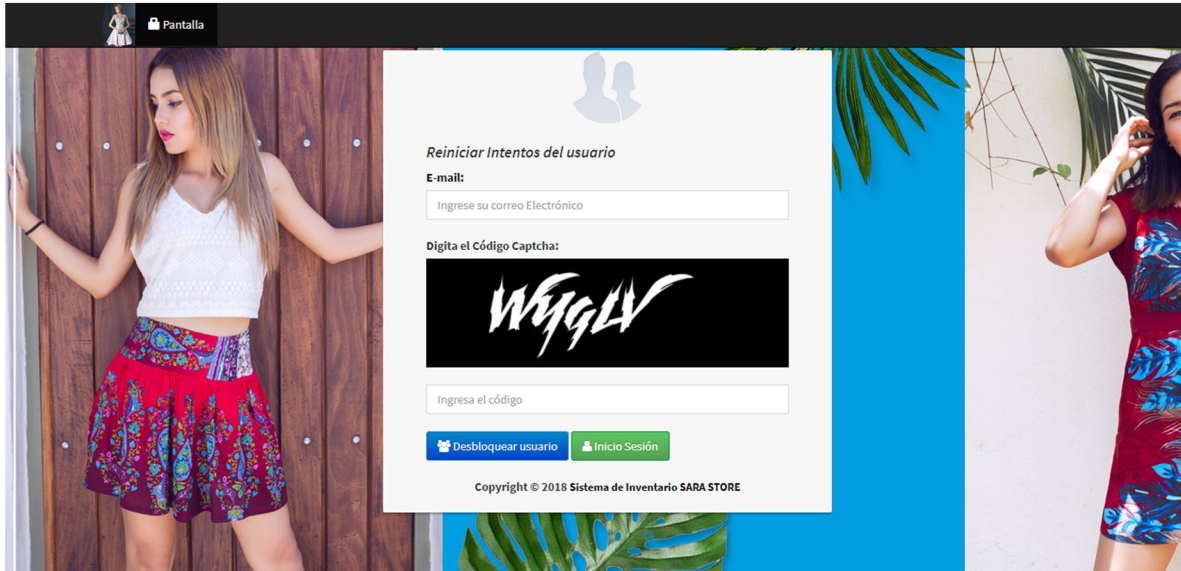 Pantalla
Reiniciar Intentos del usuario
E-mail:
Ingrese su correo Electrónico
Digita el Código Captcha:
WygLV
Ingresa el código
Desbloquear usuario
Inicio Sesión
Copyright © 2018 Sistema de Inventario SARA STORE